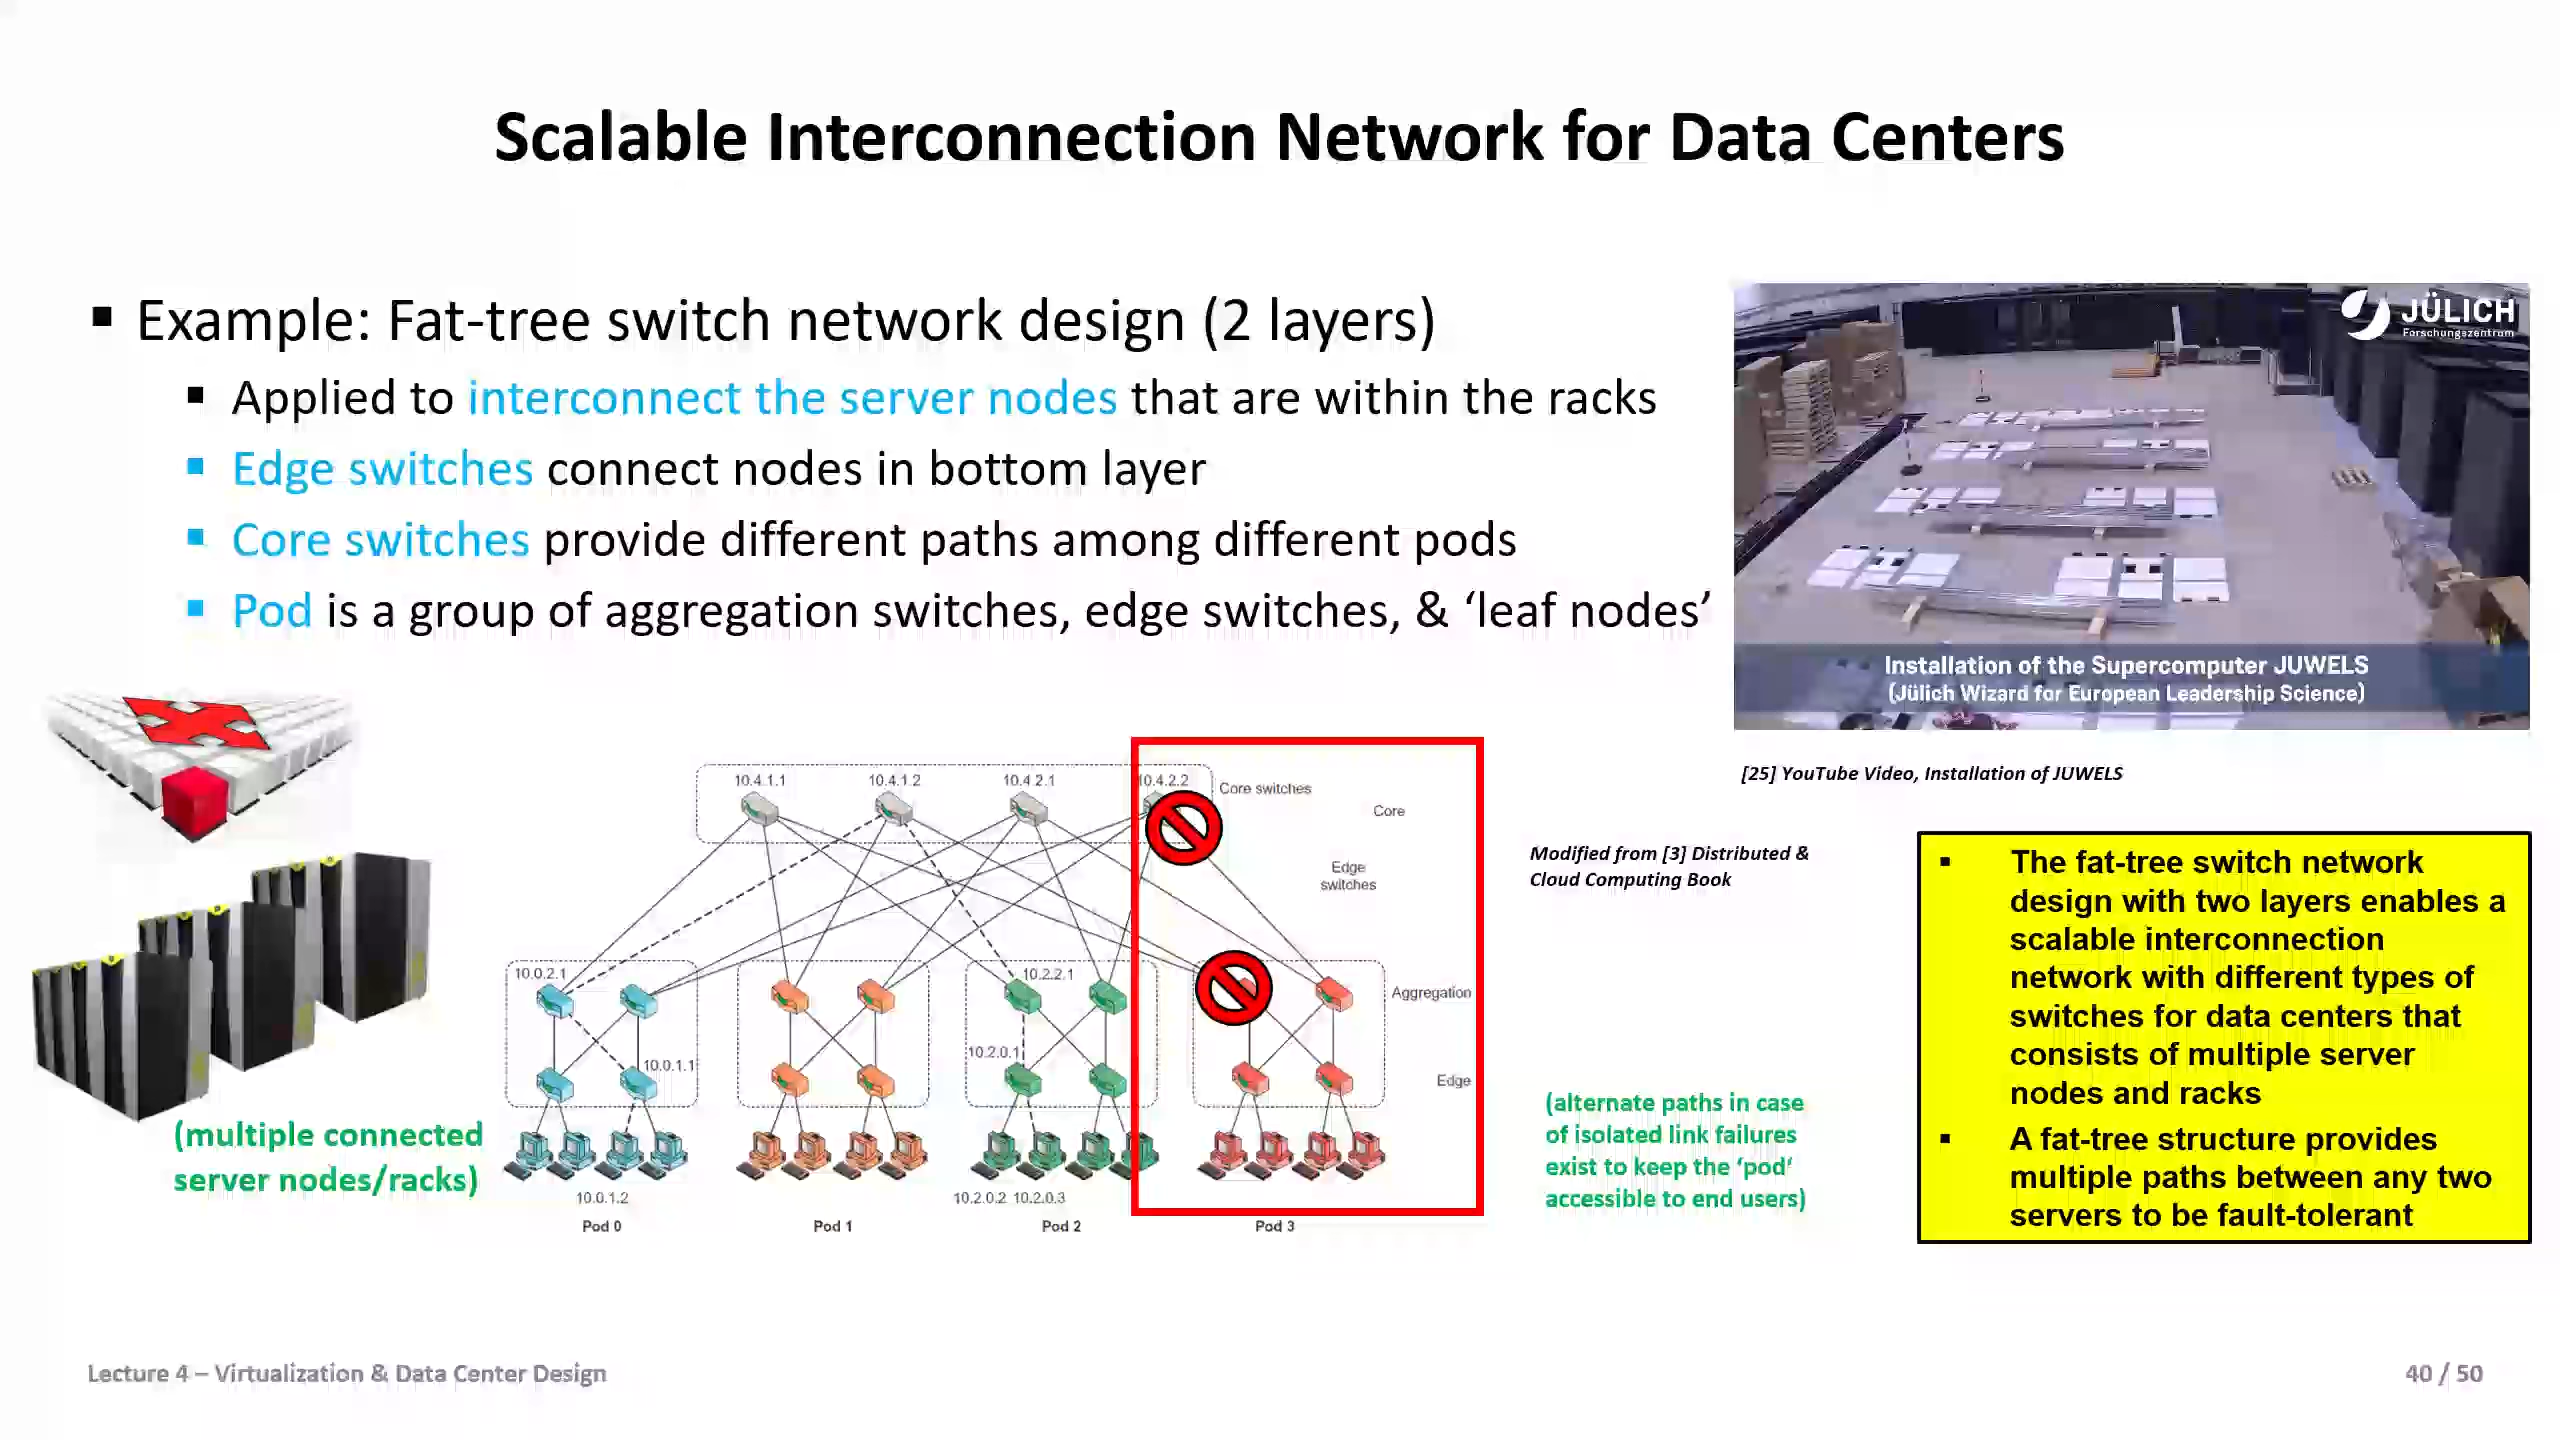 Scalable Interconnection Network for Data Centers
Example: Fat-tree switch network design (2 layers)
Applied to interconnect the server nodes that are within the racks
Edge switches connect nodes in bottom layer
Core switches provide different paths among different pods
Pod is a group of aggregation switches, edge switches, & ‘leaf nodes’
JÜLICH
Forschungszentrum
Installation of the Supercomputer JUWELS
(Jülich Wizard for European Leadership Science)
[25] YouTube Video, Installation of JUWELS
(multiple connected
server nodes/racks)
10.4.1.1
10.4.1.2
10.4.2.1
10.4.2.2
Core switches
Core
Edge
switches
10.0.2.1
10.2.2.1
Aggregation
10.2.0.1
10.0.1.1
Edge
10.0.1.2
10.2.0.2 10.2.0.3
Pod 0
Pod 1
Pod 2
Pod 3
Modified from [3] Distributed &
Cloud Computing Book
(alternate paths in case
of isolated link failures
exist to keep the ‘pod‘
accessible to end users)
The fat-tree switch network
design with two layers enables a
scalable interconnection
network with different types of
switches for data centers that
consists of multiple server
nodes and racks
A fat-tree structure provides
multiple paths between any two
servers to be fault-tolerant
Lecture 4 – Virtualization & Data Center Design
40 / 50